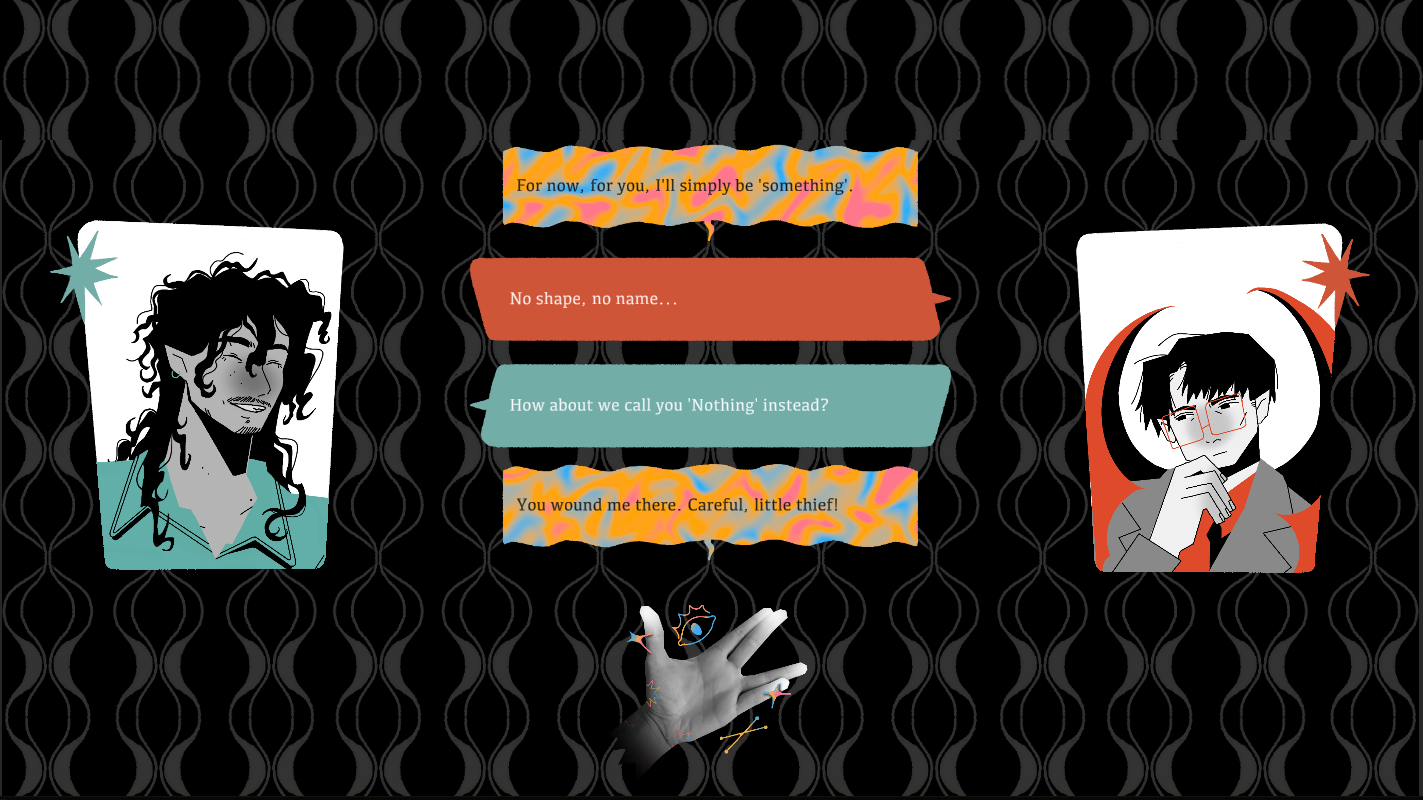 For now, for you, I'll simply be 'something'.
No shape, no name...
How about we call you 'Nothing' instead?
You wound me there. Careful, little thief!